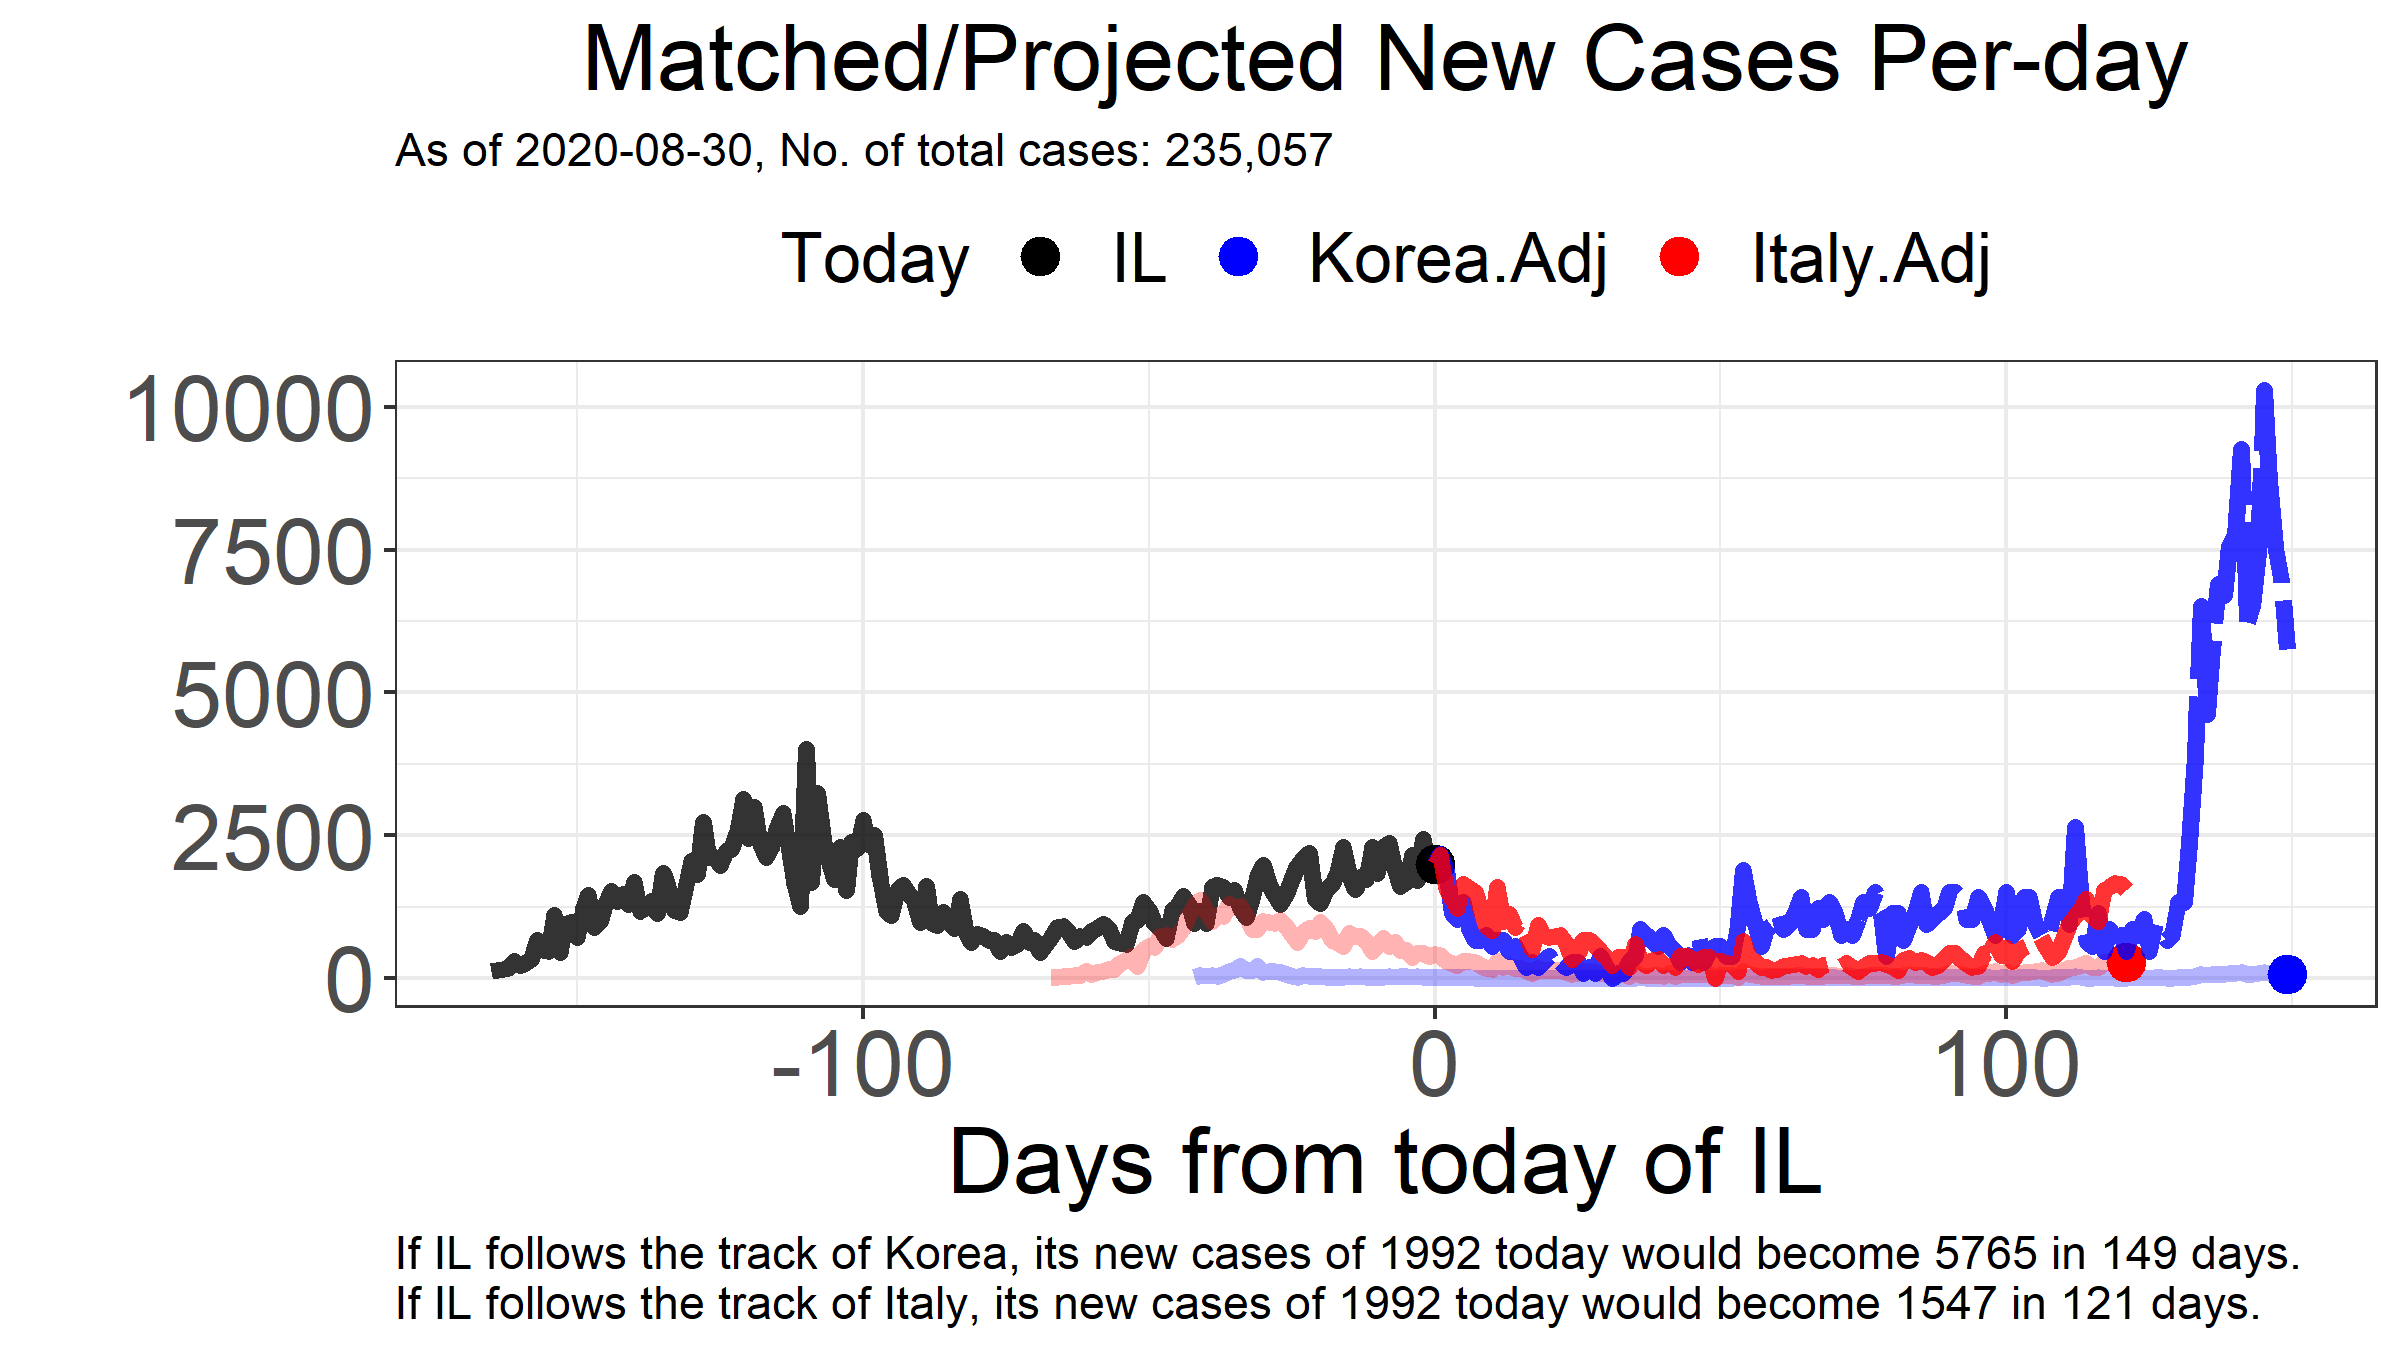 Matched/Projected New Cases Per-day
As of 2020-08-30, No. of total cases: 235,057
Today IL Korea.Adj Italy.Adj
10000
7500
5000
2500
0
-100 0 100
Days from today of IL
If IL follows the track of Korea, its new cases of 1992 today would become 5765 in 149 days.
If IL follows the track of Italy, its new cases of 1992 today would become 1547 in 121 days.